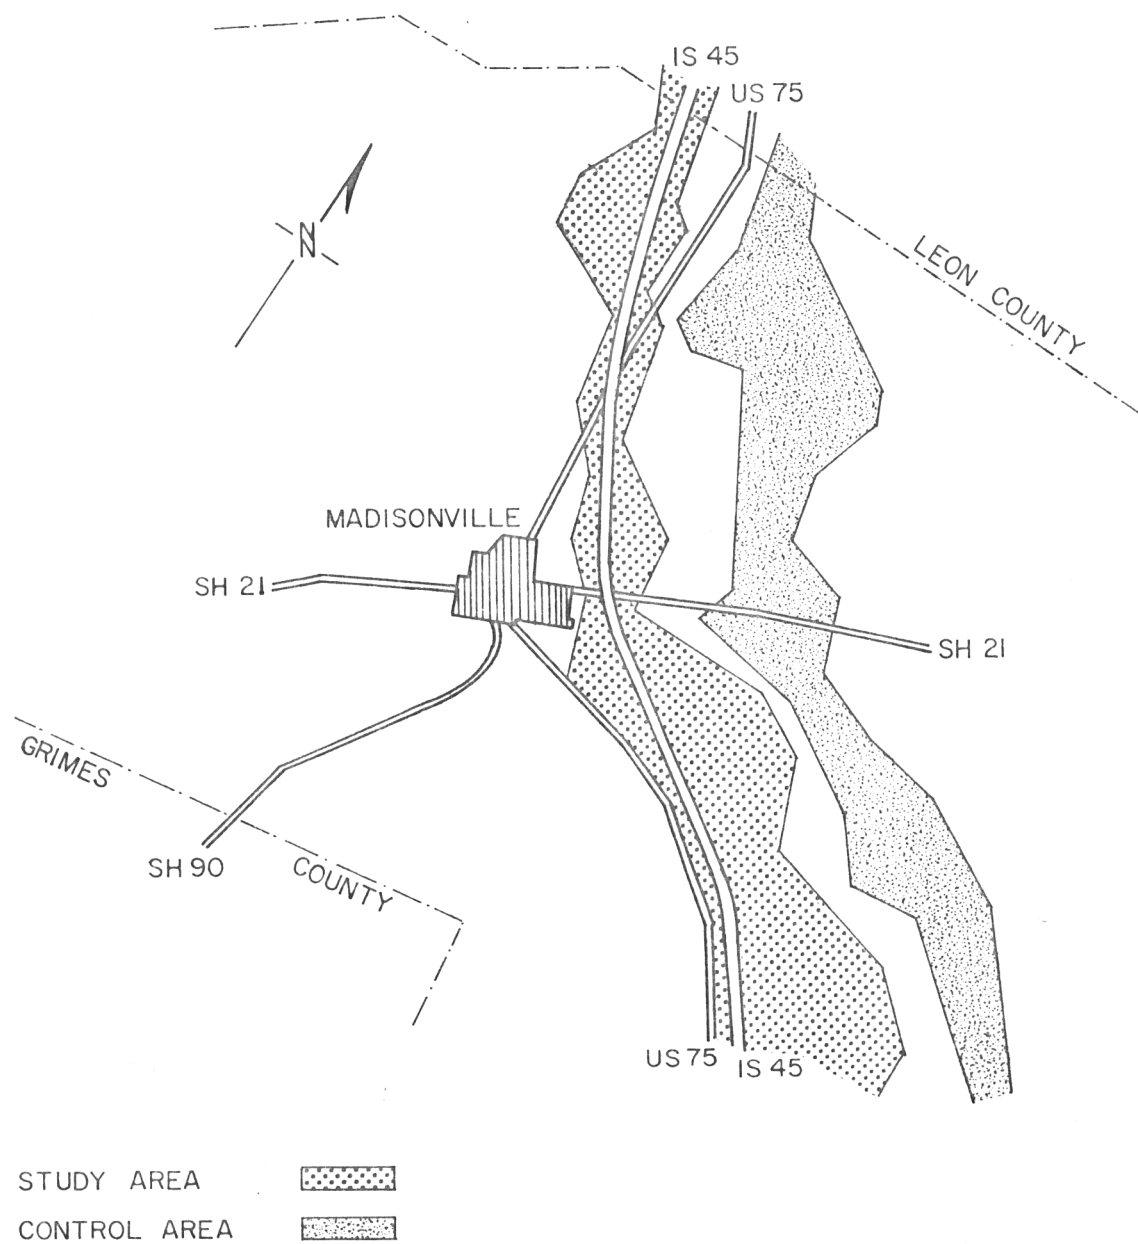 IS 45
US 75
N
LEON COUNTY
MADISONVILLE
SH 21
SH 21
GRIMES
COUNTY
SH 90
US 75
IS 45
STUDY AREA
CONTROL AREA